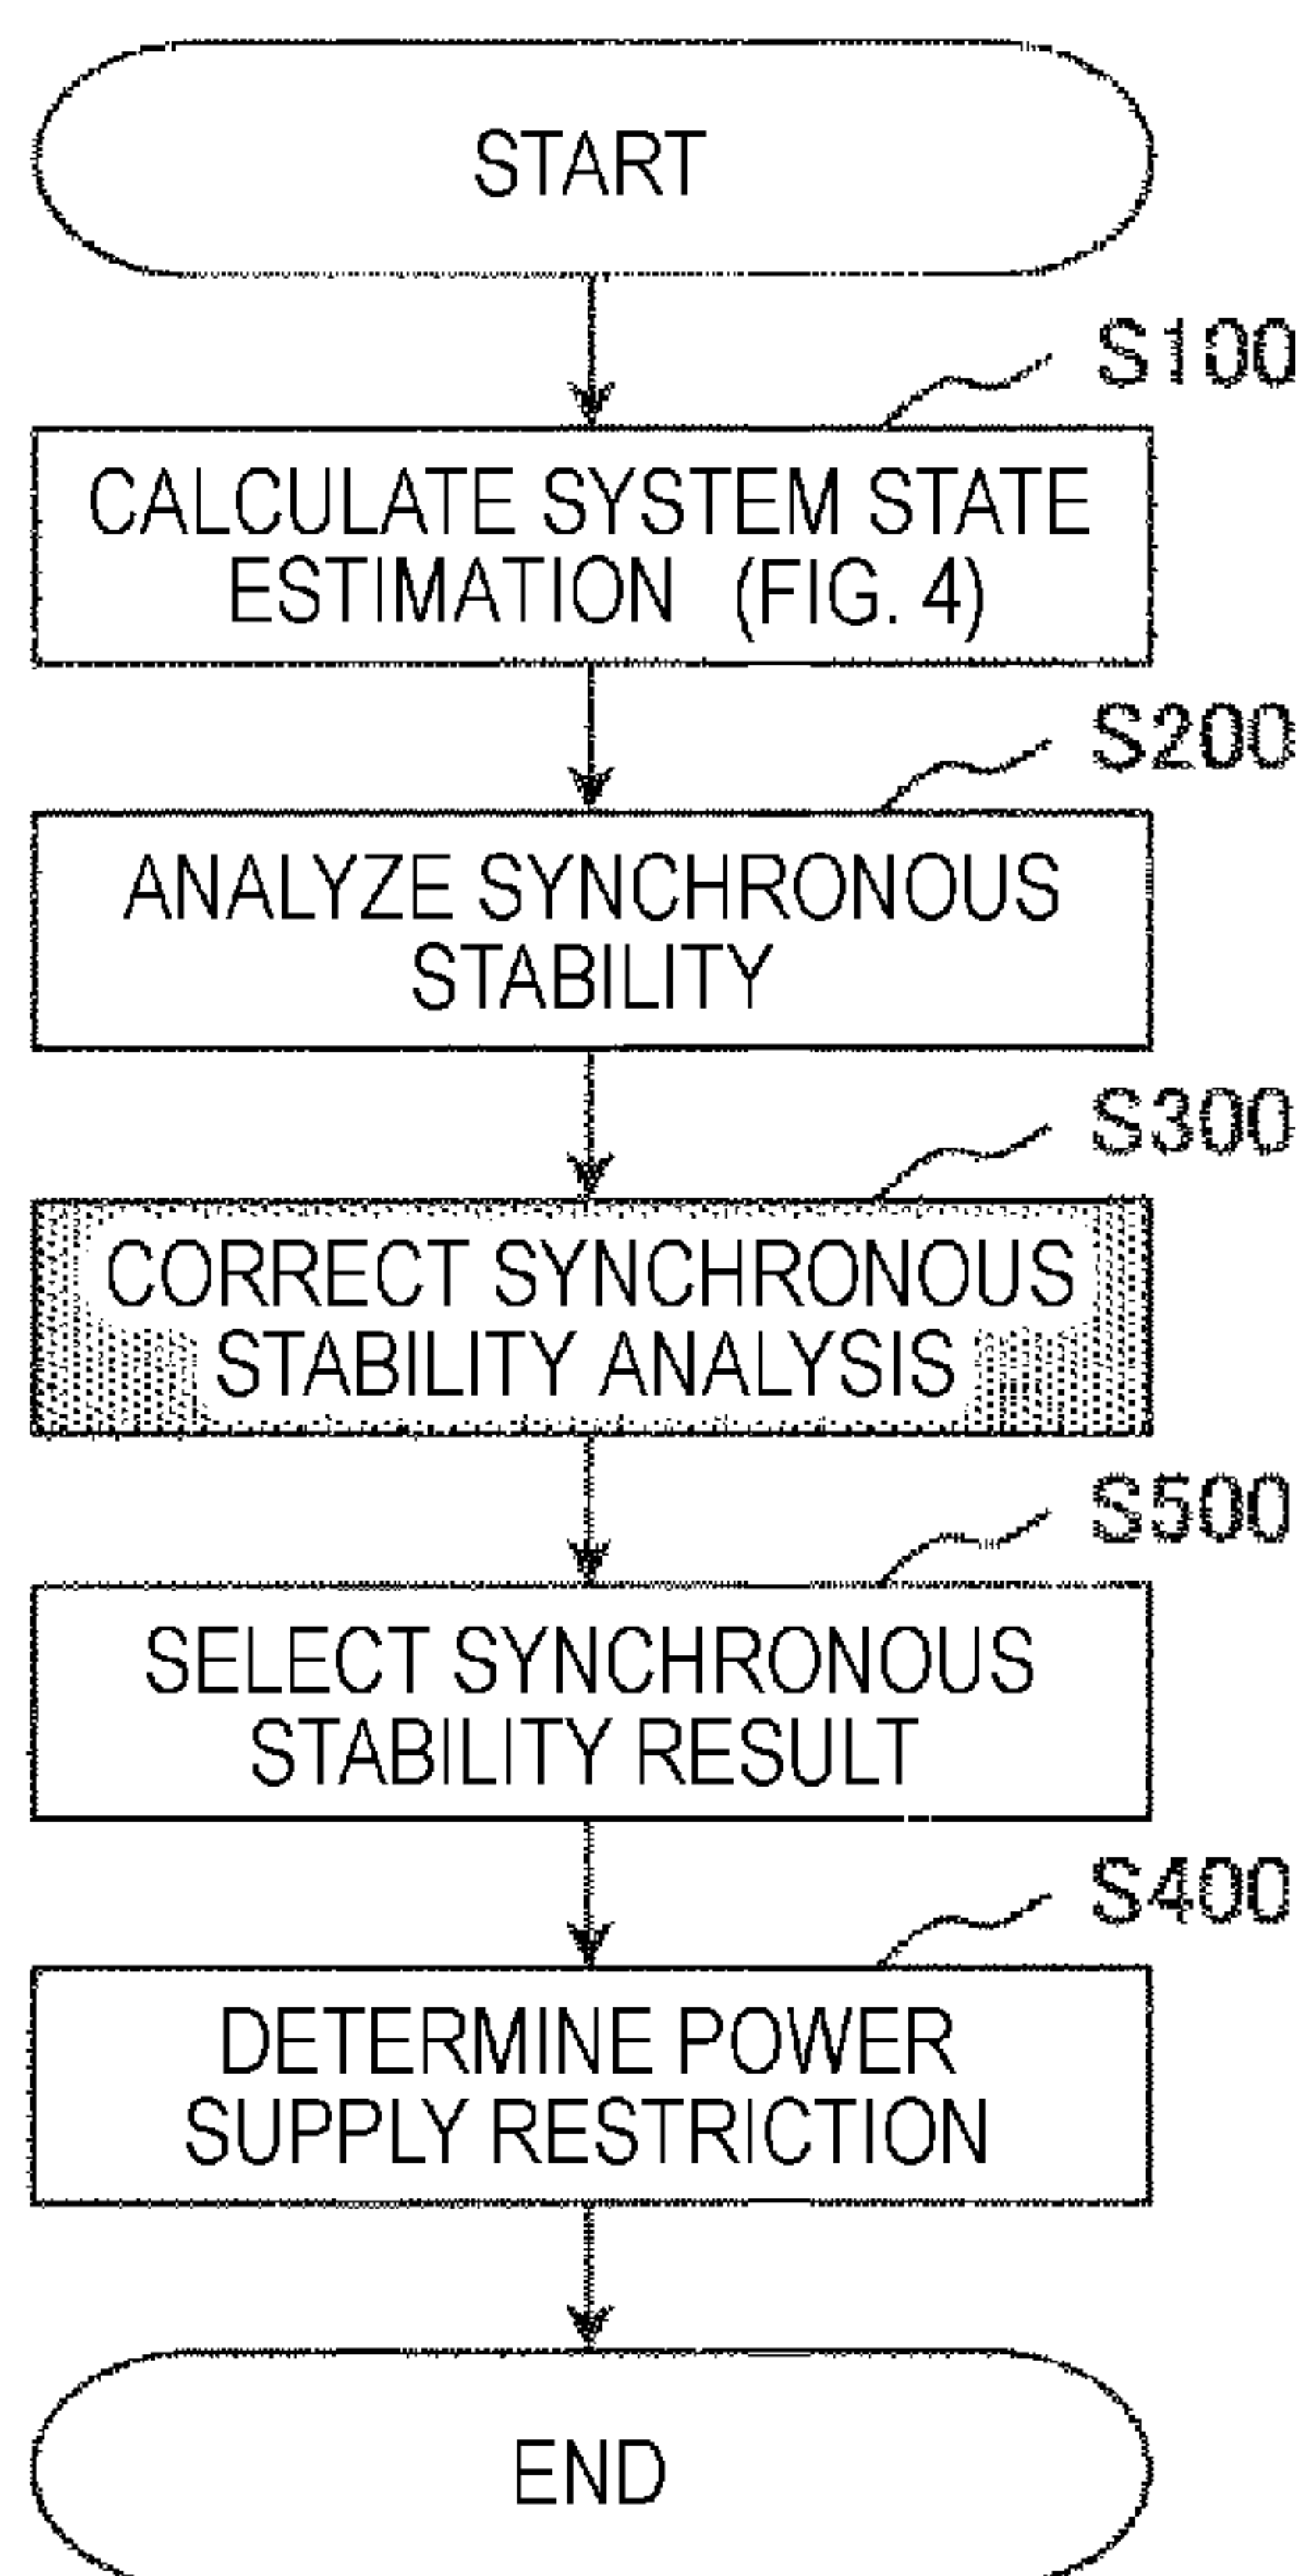 START
S100
CALCULATE SYSTEM STATE
ESTIMATION (FIG. 4)
S200
ANALYZE SYNCHRONOUS
STABILITY
S300
CORRECT SYNCHRONOUS
STABILITY ANALYSIS
S500
SELECT SYNCHRONOUS
STABILITY RESULT
S400
DETERMINE POWER
SUPPLY RESTRICTION
END